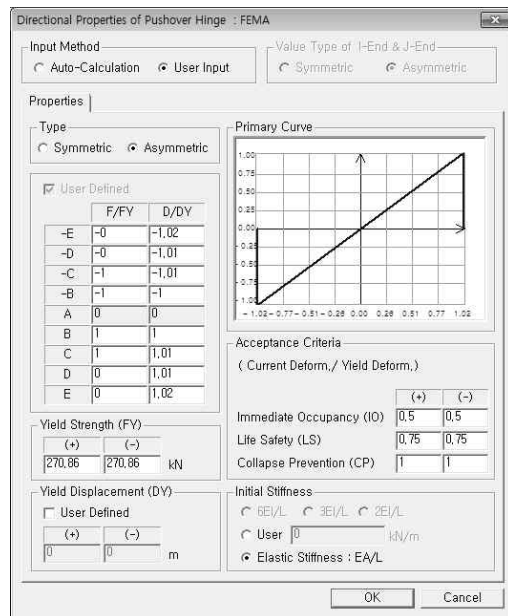 Directional Properties of Pushover Hinge : FEMA
Input Method
Auto-Calculation User Input
Value Type of I-End & J-End
Symmetric Asymmetric
Properties
Type
Symmetric Asymmetric
User Defined
F/FY D/DY
-E -0 -1,02
-D -0 -1,01
-C -1 -1,01
-B -1 -1
A 0 0
B 1 1
C 1 1,01
D 0 1,01
E 0 1,02
Yield Strength (FY)
(+) (-)
270,86 270,86 kN
Yield Displacement (DY)
User Defined
(+) (-)
0 0 m
Primary Curve
1.00
0.75
0.50
0.25
0.00
-0.25
-0.50
-0.75
-1.00
-1.02 -0.77 -0.51 -0.26 0.00 0.26 0.51 0.77 1.02
Acceptance Criteria
( Current Deform,/ Yield Deform,)
(+) (-)
Immediate Occupancy (IO) 0,5 0,5
Life Safety (LS) 0,75 0,75
Collapse Prevention (CP) 1 1
Initial Stiffness
6EI/L 3EI/L 2EI/L
User 0 kN/m
Elastic Stiffness : EA/L
OK Cancel